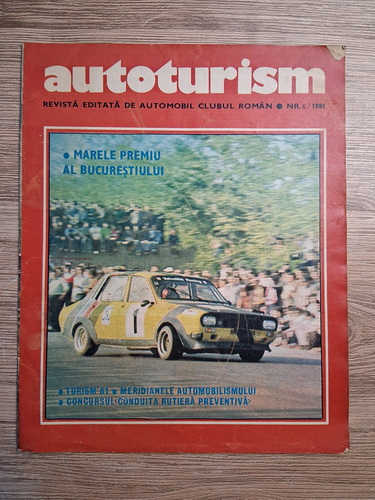 autoturism
REVISTĂ EDITATĂ DE AUTOMOBIL CLUBUL ROMÂN ● NR. 6 / 1981
● MARELE PREMIU
AL BUCUREȘTIULUI
1
● TURISM '81 ● MERIDIANELE AUTOMOBILISMULUI
● CONCURSUL «CONDUITA RUTIERĂ PREVENTIVĂ»